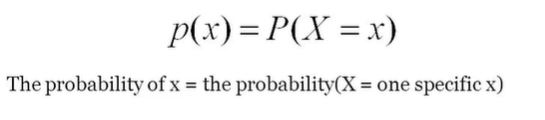 p(x) = P(X = x)
The probability of x = the probability(X = one specific x)